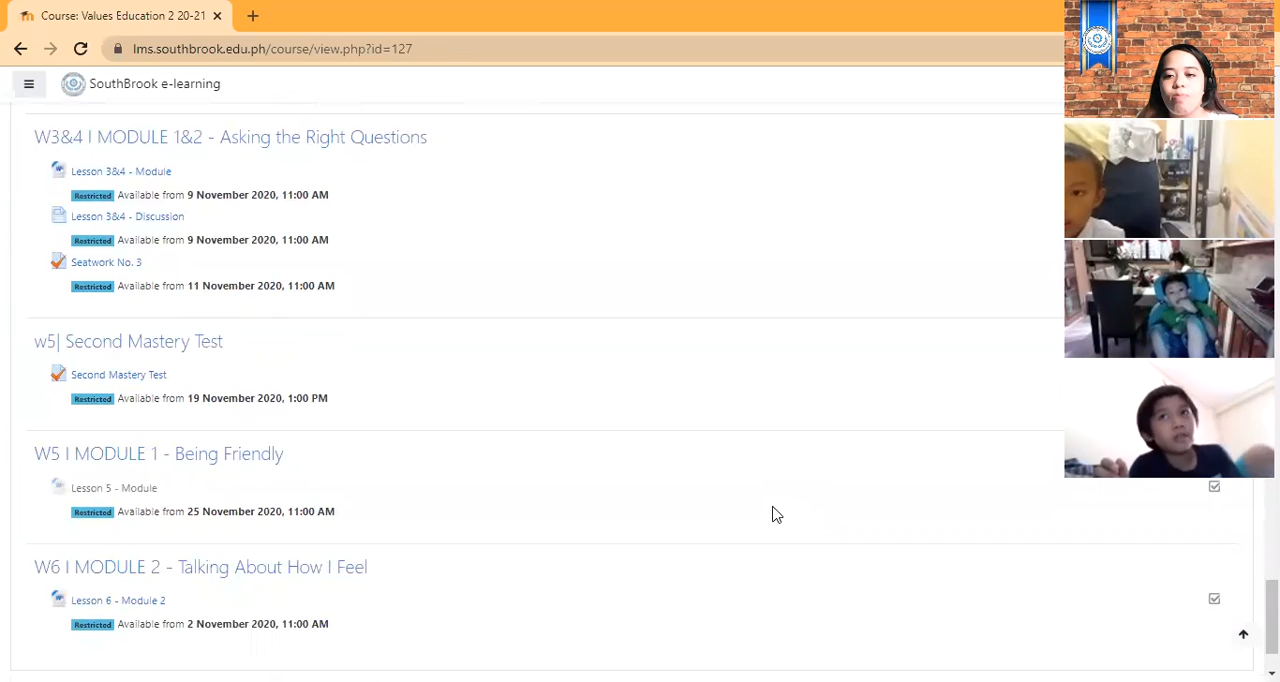 Course: Values Education 2 20-21
lms.southbrook.edu.ph/course/view.php?id=127
SouthBrook e-learning
W3&4 I MODULE 1&2 - Asking the Right Questions
Lesson 3&4 - Module
Restricted Available from 9 November 2020, 11:00 AM
Lesson 3&4 - Discussion
Restricted Available from 9 November 2020, 11:00 AM
Seatwork No. 3
Restricted Available from 11 November 2020, 11:00 AM
w5| Second Mastery Test
Second Mastery Test
Restricted Available from 19 November 2020, 1:00 PM
W5 I MODULE 1 - Being Friendly
Lesson 5 - Module
Restricted Available from 25 November 2020, 11:00 AM
W6 I MODULE 2 - Talking About How I Feel
Lesson 6 - Module 2
Restricted Available from 2 November 2020, 11:00 AM